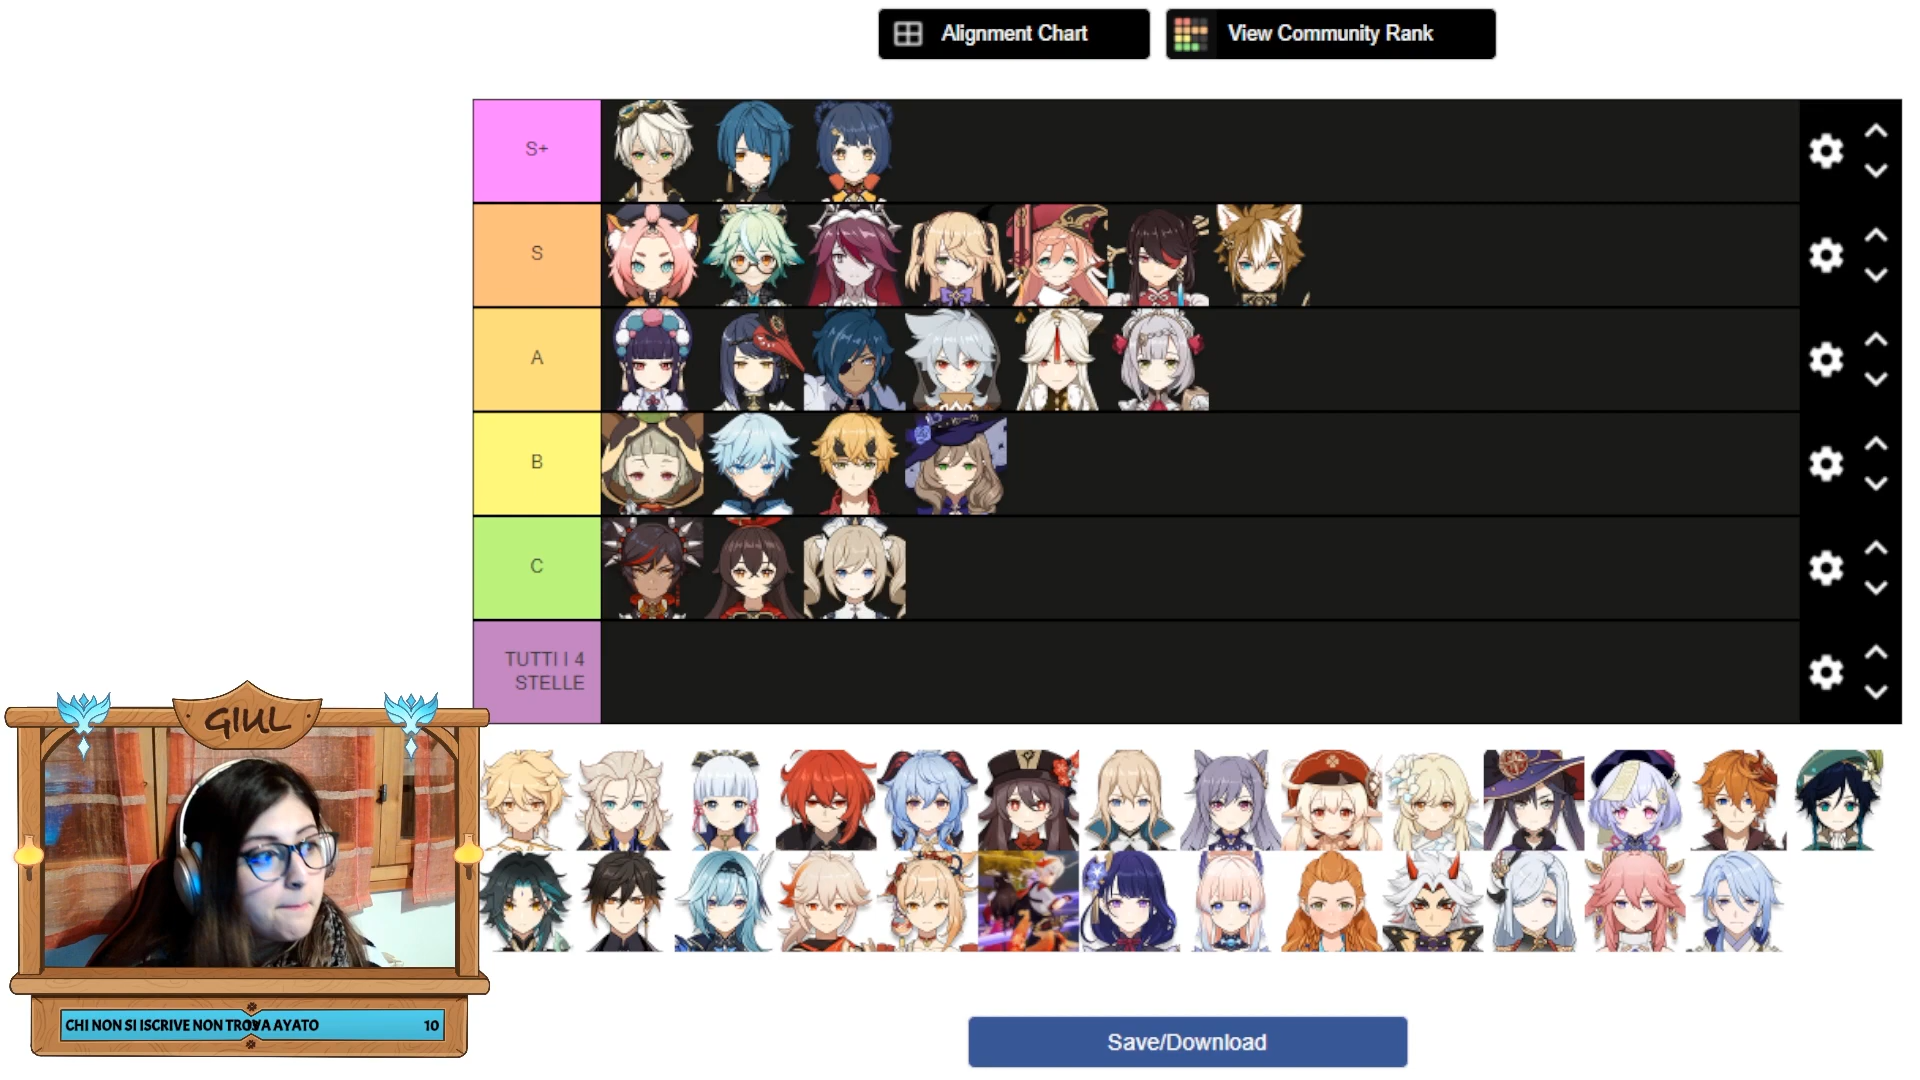 Alignment Chart
View Community Rank
S+
S
A
B
C
TUTTI I 4
STELLE
GIUL
CHI NON SI ISCRIVE NON TROVA AYATO
10
Save/Download